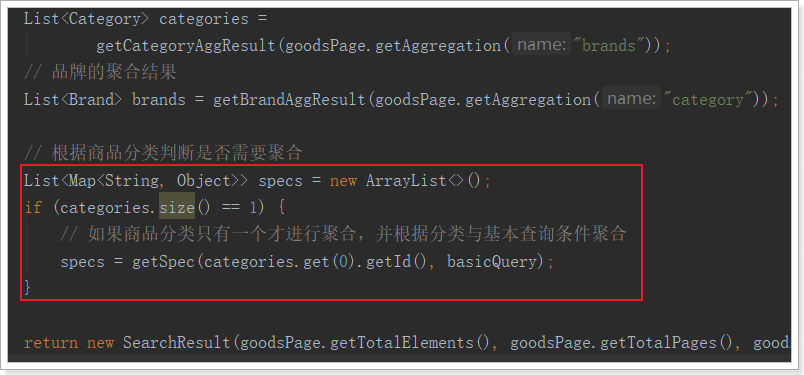 List<Category> categories =
getCategoryAggResult(goodsPage.getAggregation( name: "brands"));
// 品牌的聚合结果
List<Brand> brands = getBrandAggResult(goodsPage.getAggregation( name: "category"));
// 根据商品分类判断是否需要聚合
List<Map<String, Object>> specs = new ArrayList<>();
if (categories.size() == 1) {
// 如果商品分类只有一个才进行聚合，并根据分类与基本查询条件聚合
specs = getSpec(categories.get(0).getId(), basicQuery);
}
return new SearchResult(goodsPage.getTotalElements(), goodsPage.getTotalPages(), goods